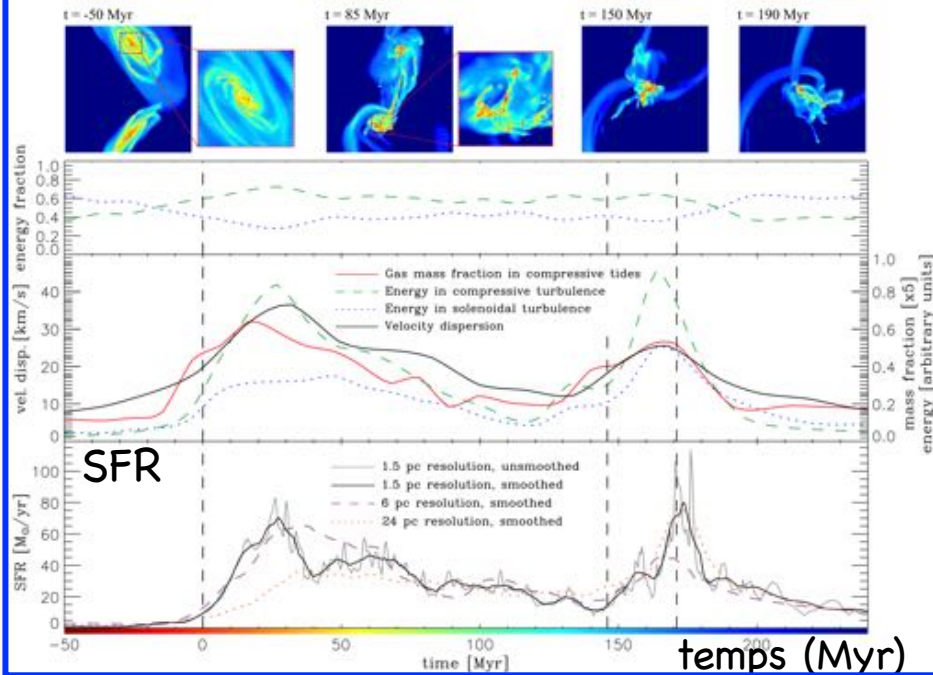 t = -50 Myr
t = 85 Myr
t = 150 Myr
t = 190 Myr
energy fraction
1.0
0.8
0.6
0.4
0.2
0.0
vel. disp. [km/s]
40
30
20
10
0
Gas mass fraction in compressive tides
Energy in compressive turbulence
Energy in solenoidal turbulence
Velocity dispersion
1.0
0.8
0.6
0.4
0.2
0.0
mass fraction [x5]
energy [arbitrary units]
SFR
SFR [M⊙/yr]
100
80
60
40
20
0
1.5 pc resolution, unsmoothed
1.5 pc resolution, smoothed
6 pc resolution, smoothed
24 pc resolution, smoothed
-50
0
50
100
150
200
time [Myr]
temps (Myr)